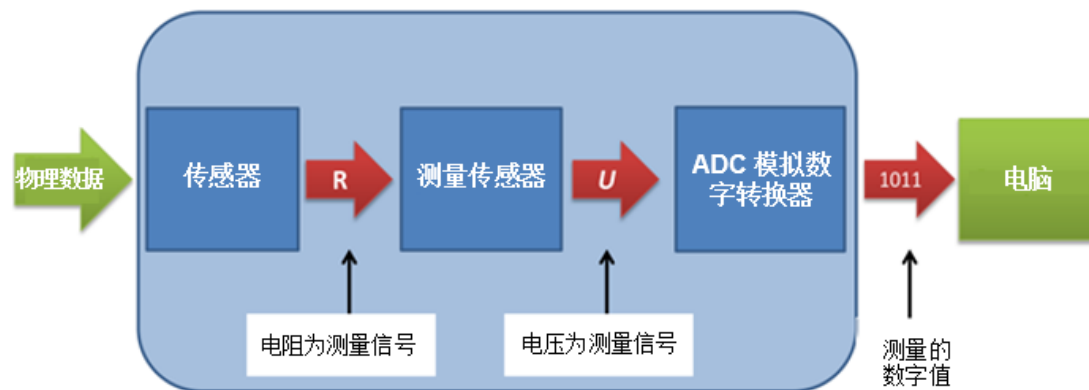 物理数据
传感器
R
测量传感器
U
ADC 模拟数
字转换器
1011
电脑
电阻为测量信号
电压为测量信号
测量的
数字值